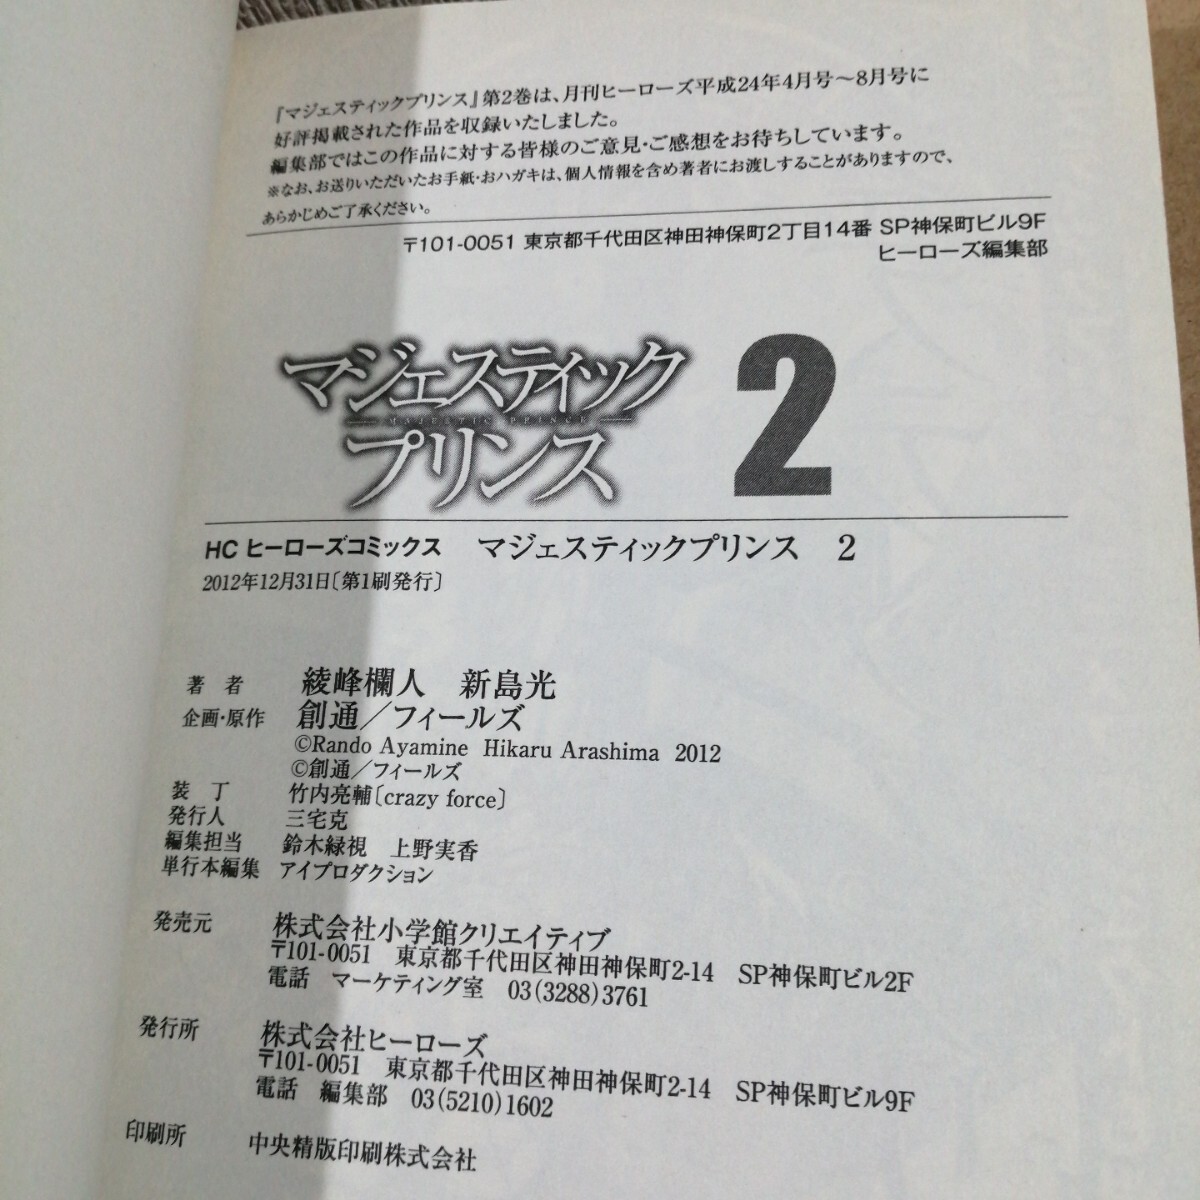 『マジェスティックプリンス』第2巻は、月刊ヒーローズ平成24年4月号～8月号に
好評掲載された作品を収録いたしました。
編集部ではこの作品に対する皆様のご意見・ご感想をお待ちしています。
※なお、お送りいただいたお手紙・おハガキは、個人情報を含め著者にお渡しすることがありますので、
あらかじめご了承ください。
〒101-0051 東京都千代田区神田神保町2丁目14番 SP神保町ビル9F
ヒーローズ編集部
マジェスティック
MAJESTIC PRINCE
プリンス 2
HC ヒーローズコミックス マジェスティックプリンス 2
2012年12月31日〔第1刷発行〕
著者 綾峰欄人 新島光
企画・原作 創通／フィールズ
©Rando Ayamine Hikaru Arashima 2012
©創通／フィールズ
装丁 竹内亮輔〔crazy force〕
発行人 三宅克
編集担当 鈴木緑視 上野実香
単行本編集 アイプロダクション
発売元 株式会社小学館クリエイティブ
〒101-0051 東京都千代田区神田神保町2-14 SP神保町ビル2F
電話 マーケティング室 03(3288)3761
発行所 株式会社ヒーローズ
〒101-0051 東京都千代田区神田神保町2-14 SP神保町ビル9F
電話 編集部 03(5210)1602
印刷所 中央精版印刷株式会社